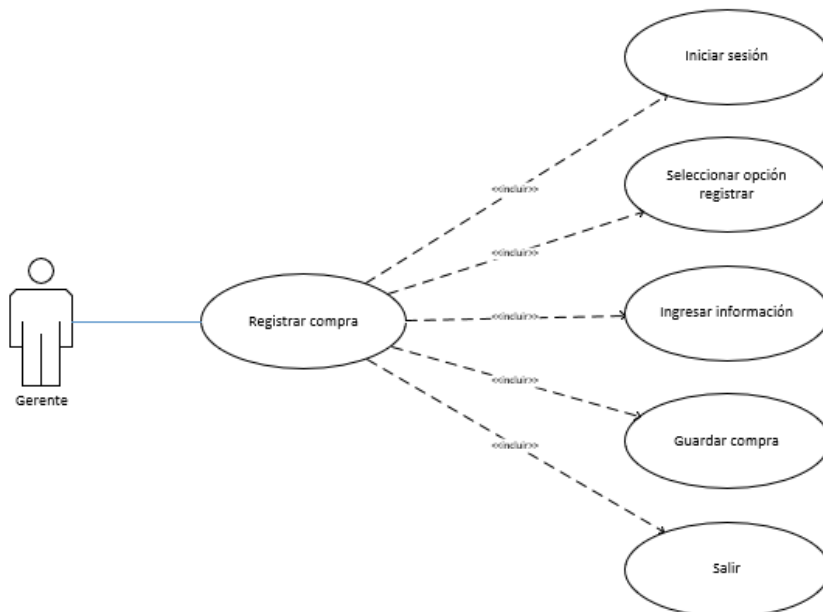 Iniciar sesión
<<incluir>>
Seleccionar opción
registrar
<<incluir>>
Gerente
Registrar compra
<<incluir>>
Ingresar información
<<incluir>>
Guardar compra
<<incluir>>
Salir